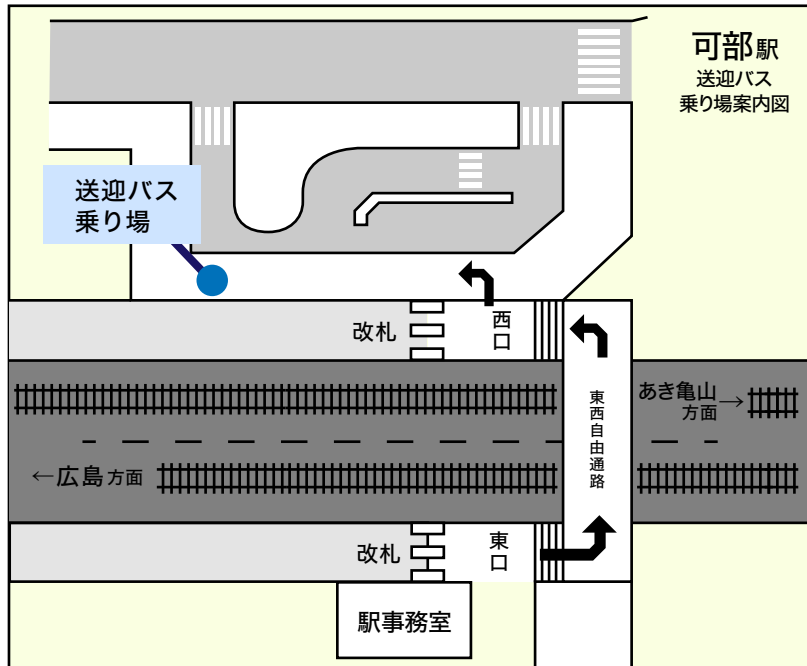 可部駅
送迎バス
乗り場案内図
送迎バス
乗り場
改札
西口
東西自由通路
あき亀山
方面→
←広島方面
改札
東口
駅事務室